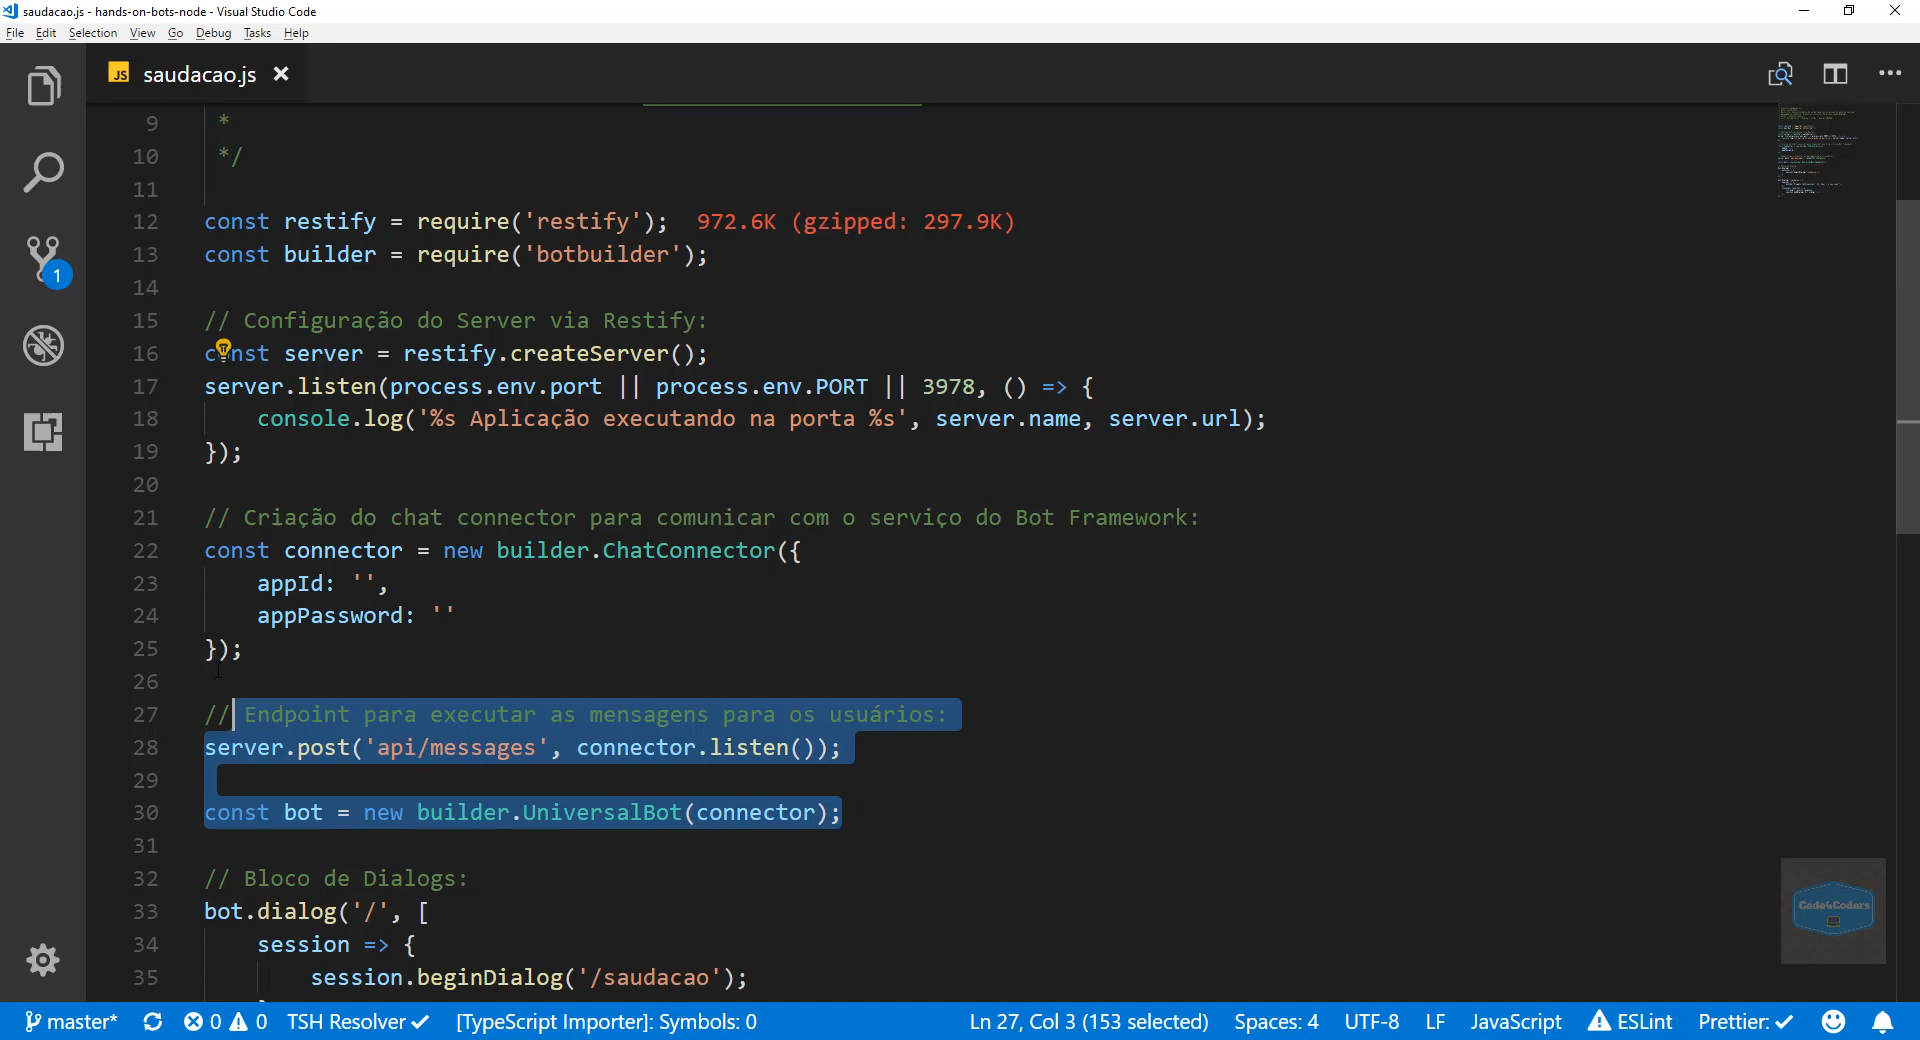 saudacao.js - hands-on-bots-node - Visual Studio Code
File Edit Selection View Go Debug Tasks Help
JS saudacao.js
9 *
10 */
11
12 const restify = require('restify'); 972.6K (gzipped: 297.9K)
13 const builder = require('botbuilder');
14
15 // Configuração do Server via Restify:
16 const server = restify.createServer();
17 server.listen(process.env.port || process.env.PORT || 3978, () => {
18 console.log('%s Aplicação executando na porta %s', server.name, server.url);
19 });
20
21 // Criação do chat connector para comunicar com o serviço do Bot Framework:
22 const connector = new builder.ChatConnector({
23 appId: '',
24 appPassword: ''
25 });
26
27 // Endpoint para executar as mensagens para os usuários:
28 server.post('api/messages', connector.listen());
29
30 const bot = new builder.UniversalBot(connector);
31
32 // Bloco de Dialogs:
33 bot.dialog('/', [
34 session => {
35 session.beginDialog('/saudacao');
1
Code4Coders
master* 0 0 TSH Resolver [TypeScript Importer]: Symbols: 0 Ln 27, Col 3 (153 selected) Spaces: 4 UTF-8 LF JavaScript ESLint Prettier: